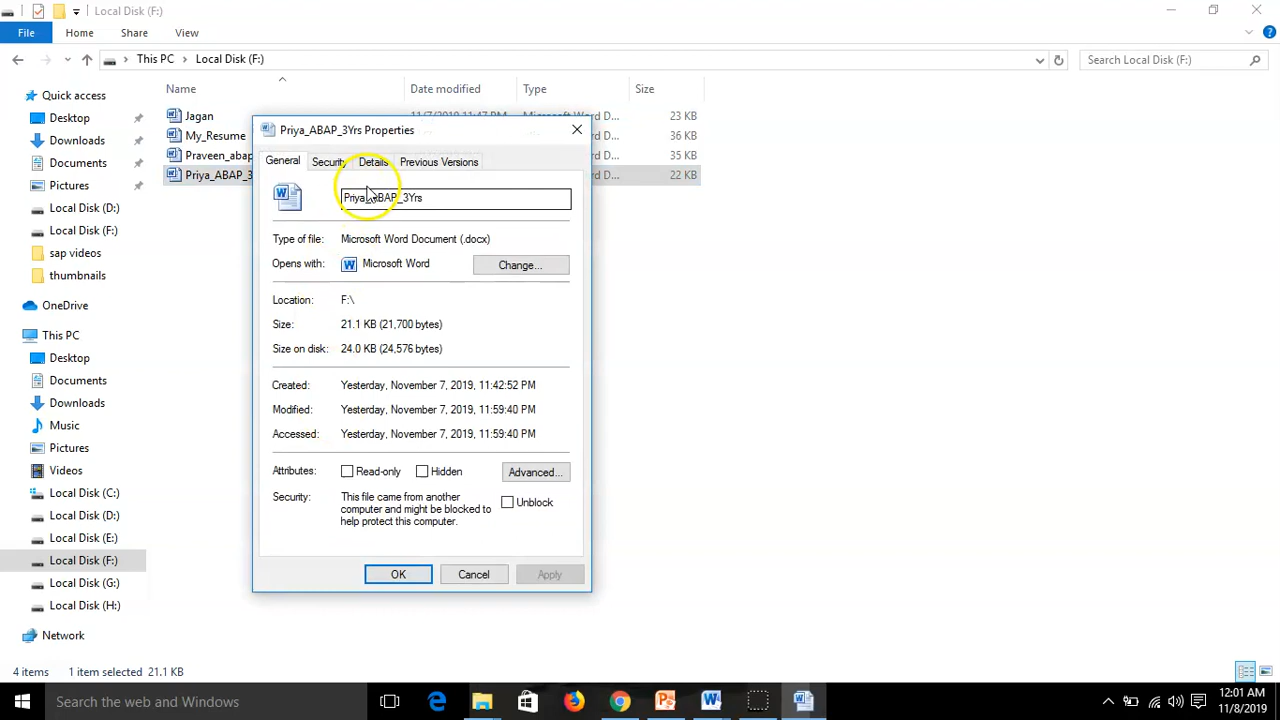 Local Disk (F:)
File Home Share View
This PC Local Disk (F:) Search Local Disk (F:)
Name Date modified Type Size
Quick access
Desktop
Downloads
Documents
Pictures
Local Disk (D:)
Local Disk (F:)
sap videos
thumbnails
OneDrive
This PC
Desktop
Documents
Downloads
Music
Pictures
Videos
Local Disk (C:)
Local Disk (D:)
Local Disk (E:)
Local Disk (F:)
Local Disk (G:)
Local Disk (H:)
Network
Jagan 23 KB
My_Resume D... 36 KB
Praveen_abap D... 35 KB
Priya_ABAP_3 D... 22 KB
Priya_ABAP_3Yrs Properties
General Security Details Previous Versions
Priya_ABAP_3Yrs
Type of file: Microsoft Word Document (.docx)
Opens with: Microsoft Word Change...
Location: F:\
Size: 21.1 KB (21,700 bytes)
Size on disk: 24.0 KB (24,576 bytes)
Created: Yesterday, November 7, 2019, 11:42:52 PM
Modified: Yesterday, November 7, 2019, 11:59:40 PM
Accessed: Yesterday, November 7, 2019, 11:59:40 PM
Attributes: Read-only Hidden Advanced...
Security: This file came from another
computer and might be blocked to
help protect this computer.
Unblock
OK Cancel Apply
4 items 1 item selected 21.1 KB
Search the web and Windows
12:01 AM
11/8/2019